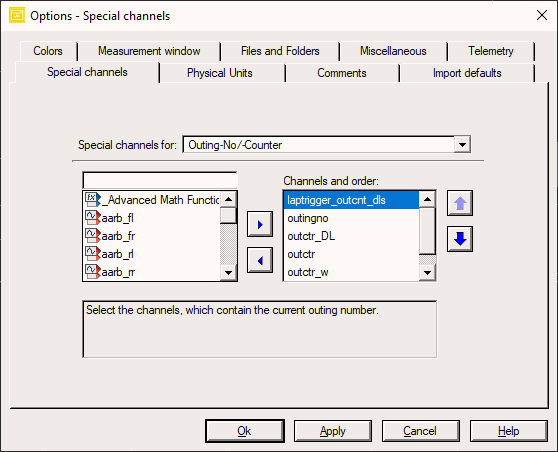 Options - Special channels
Colors
Measurement window
Files and Folders
Miscellaneous
Telemetry
Special channels
Physical Units
Comments
Import defaults
Special channels for:
Outing-No/-Counter
Channels and order:
_Advanced Math Functio
aarb_fl
aarb_fr
aarb_rl
aarb_rr
laptrigger_outcnt_dls
outingno
outctr_DL
outctr
outctr_w
Select the channels, which contain the current outing number.
Ok
Apply
Cancel
Help